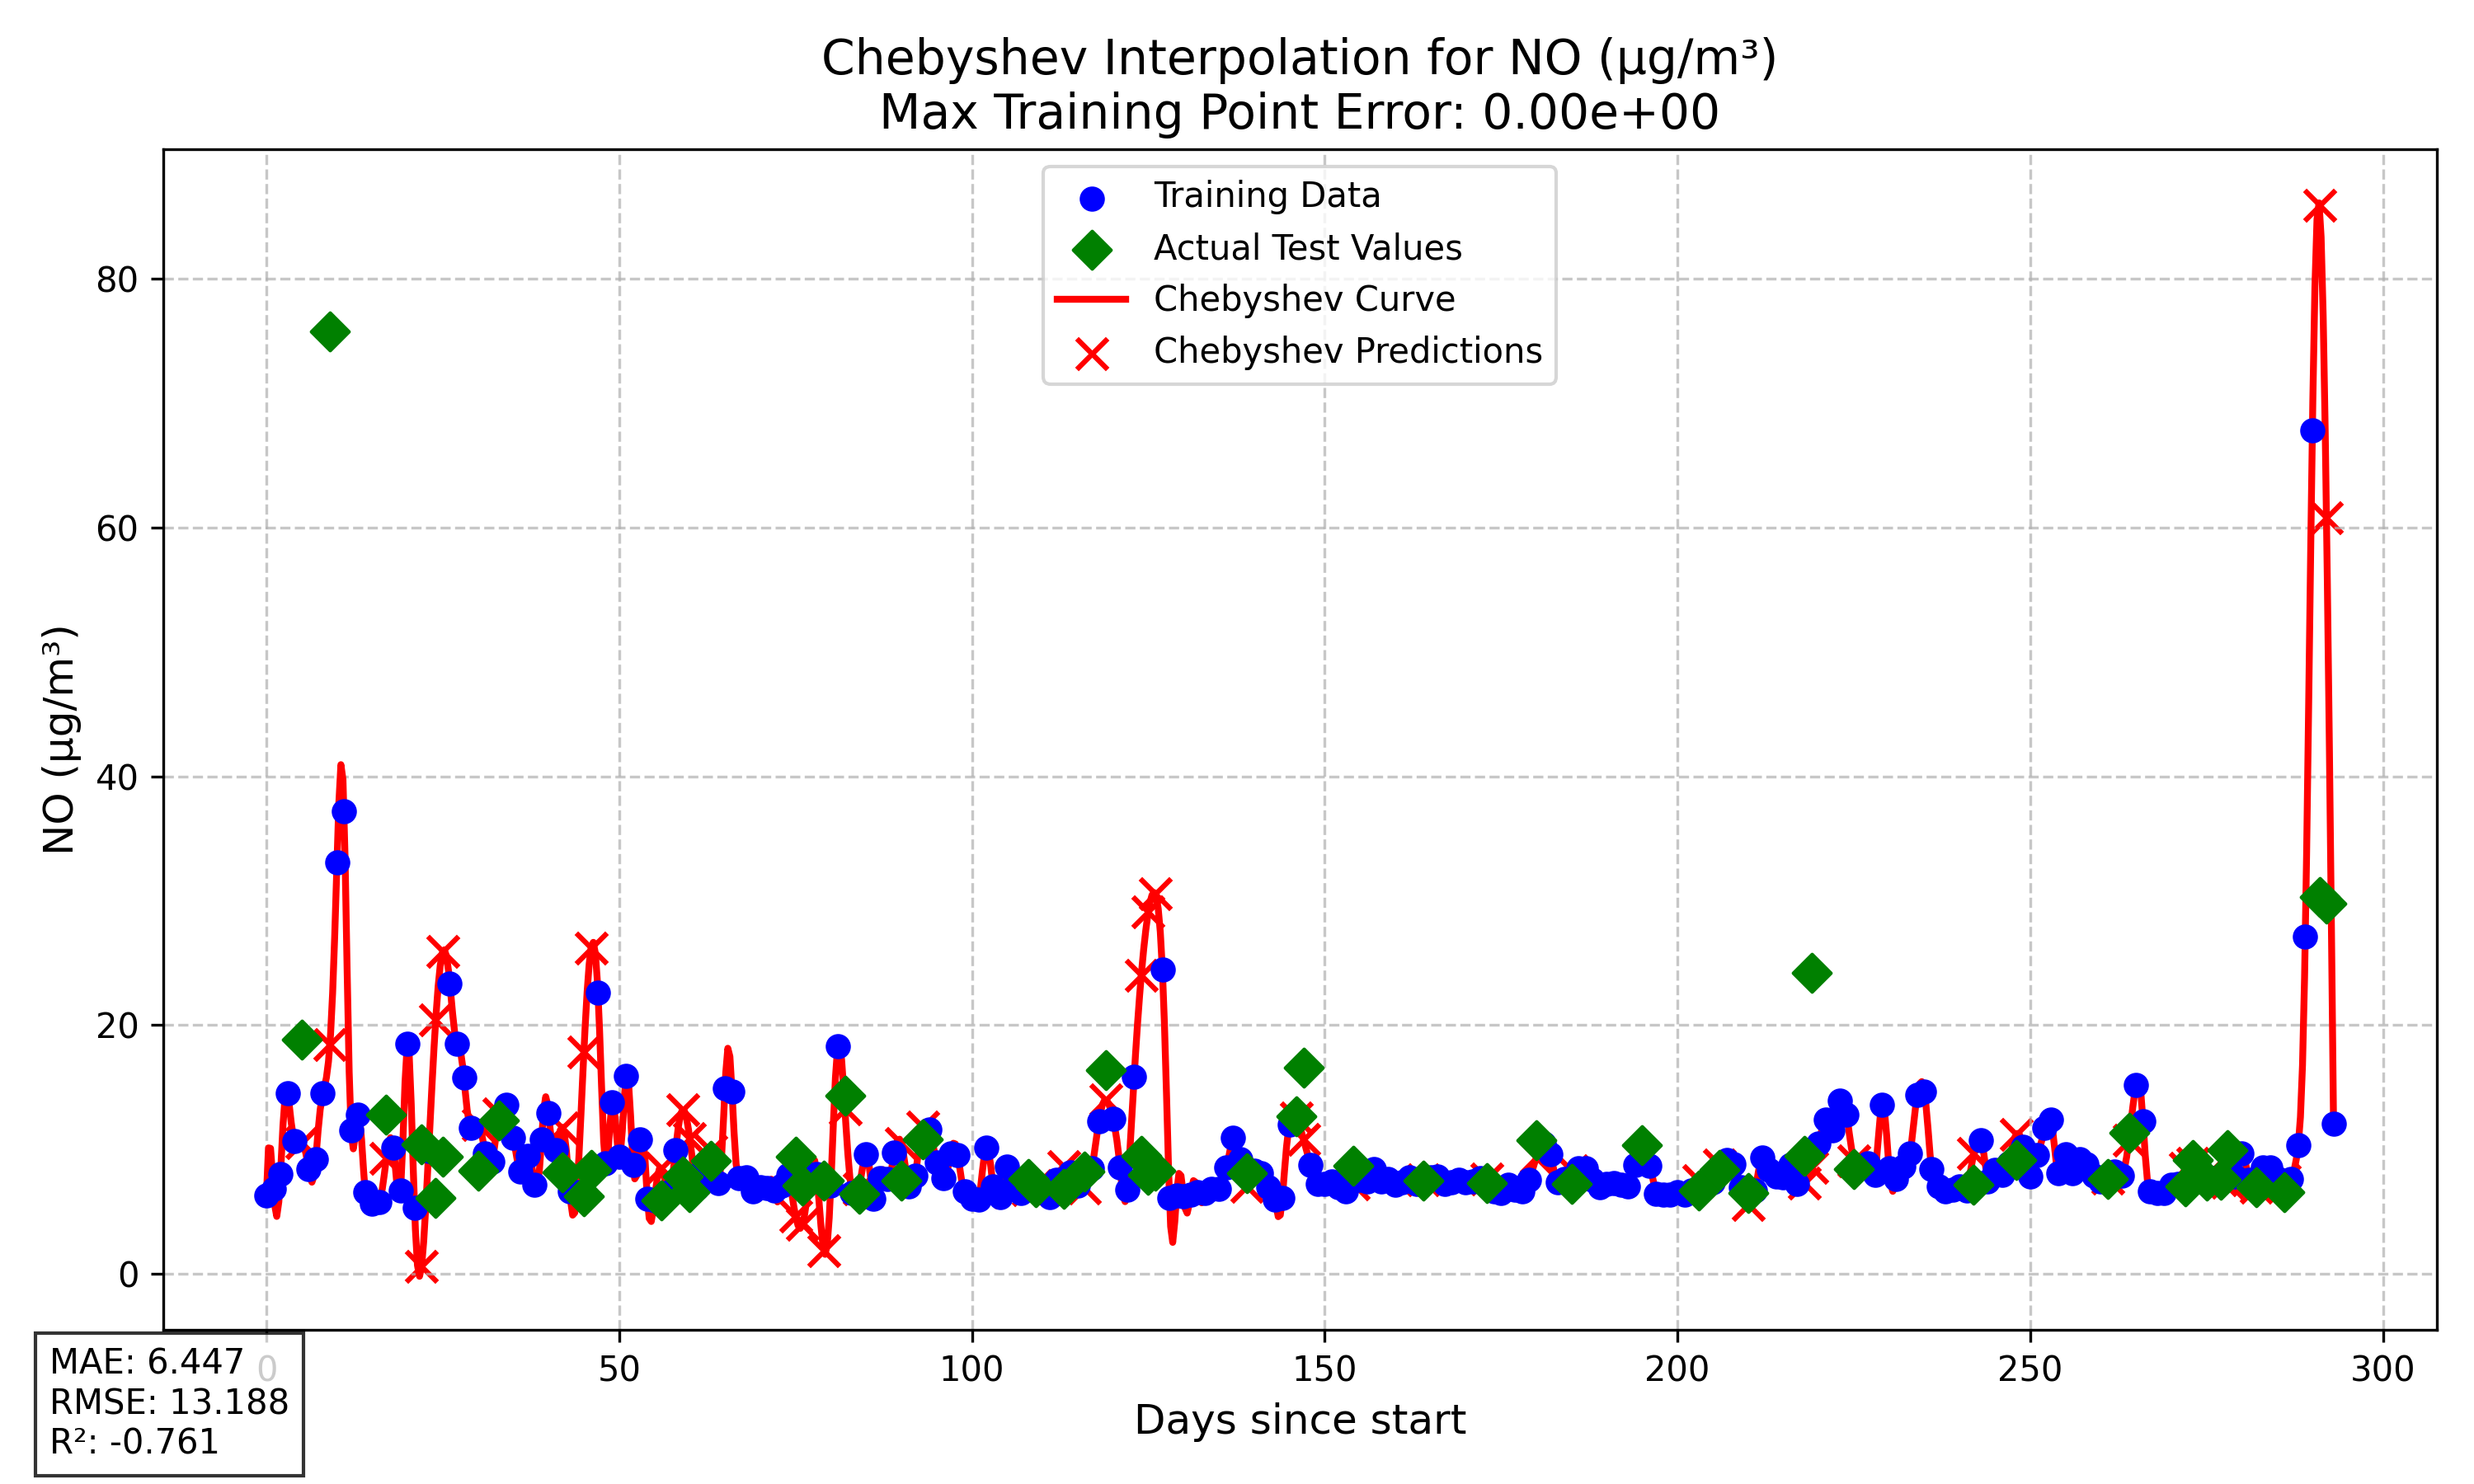 Chebyshev Interpolation for NO (µg/m³)
Max Training Point Error: 0.00e+00
Training Data
Actual Test Values
Chebyshev Curve
Chebyshev Predictions
NO (µg/m³)
80
60
40
20
0
0
50
100
150
200
250
300
Days since start
MAE: 6.447
RMSE: 13.188
R²: -0.761